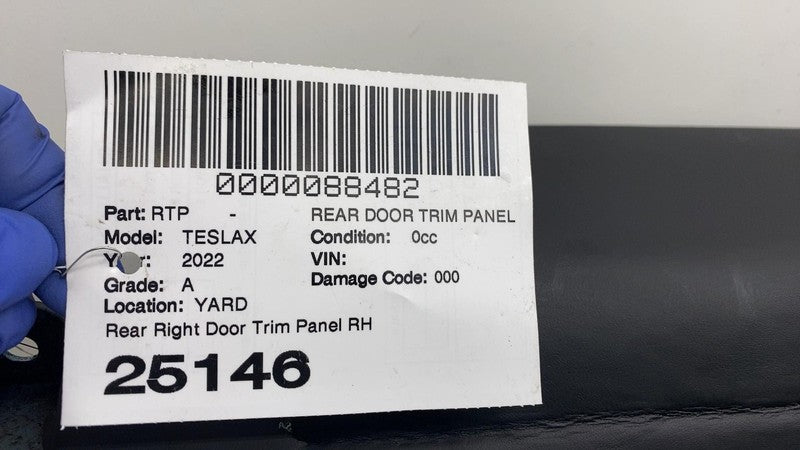 0000088482
Part: RTP - REAR DOOR TRIM PANEL
Model: TESLAX Condition: 0cc
Year: 2022 VIN:
Grade: A Damage Code: 000
Location: YARD
Rear Right Door Trim Panel RH
25146